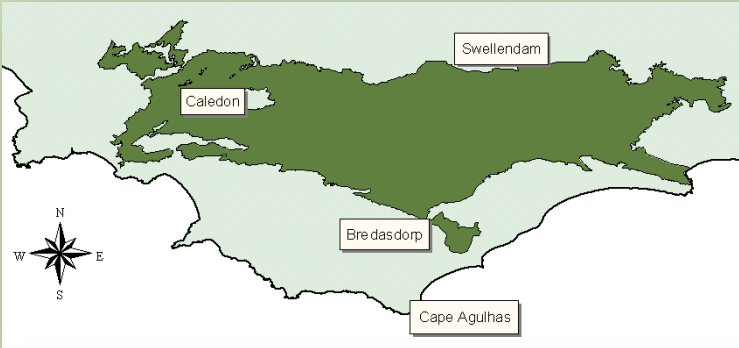 Swellendam
Caledon
N
Bredasdorp
W
E
S
Cape Agulhas